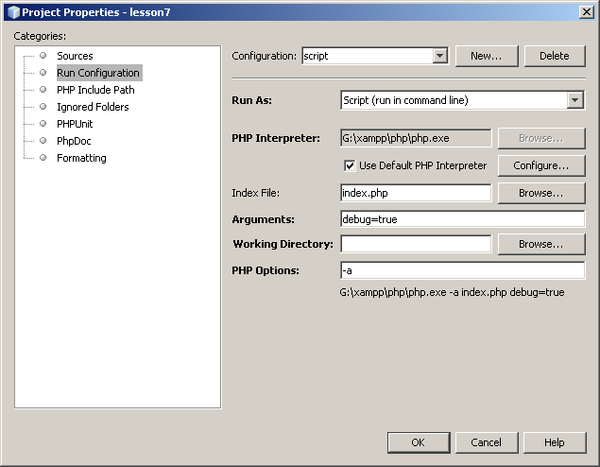 Project Properties - lesson7
Categories:
Sources
Run Configuration
PHP Include Path
Ignored Folders
PHPUnit
PhpDoc
Formatting
Configuration: script New... Delete
Run As: Script (run in command line)
PHP Interpreter: G:\xampp\php\php.exe Browse...
Use Default PHP Interpreter Configure...
Index File: index.php Browse...
Arguments: debug=true
Working Directory: Browse...
PHP Options: -a
G:\xampp\php\php.exe -a index.php debug=true
OK Cancel Help